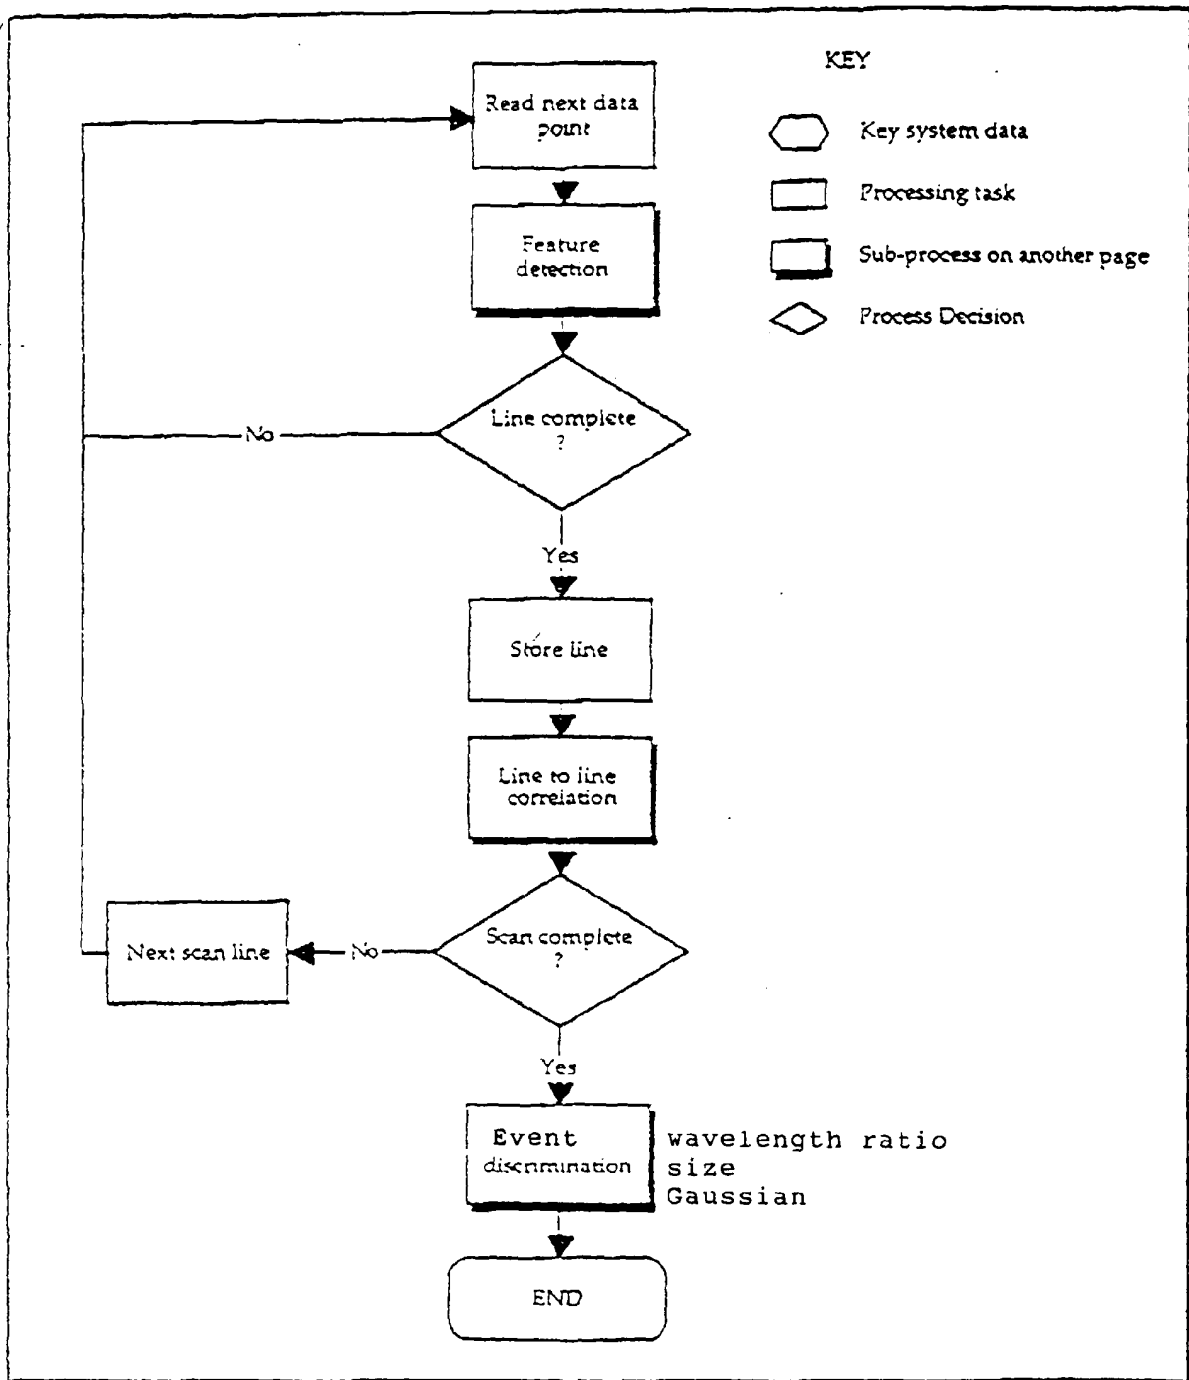 KEY
Key system data
Processing task
Sub-process on another page
Process Decision
Read next data
point
Feature
detection
Line complete
?
No
Yes
Store line
Line to line
correlation
Scan complete
?
No
Next scan line
Yes
Event
discrimination
wavelength ratio
size
Gaussian
END